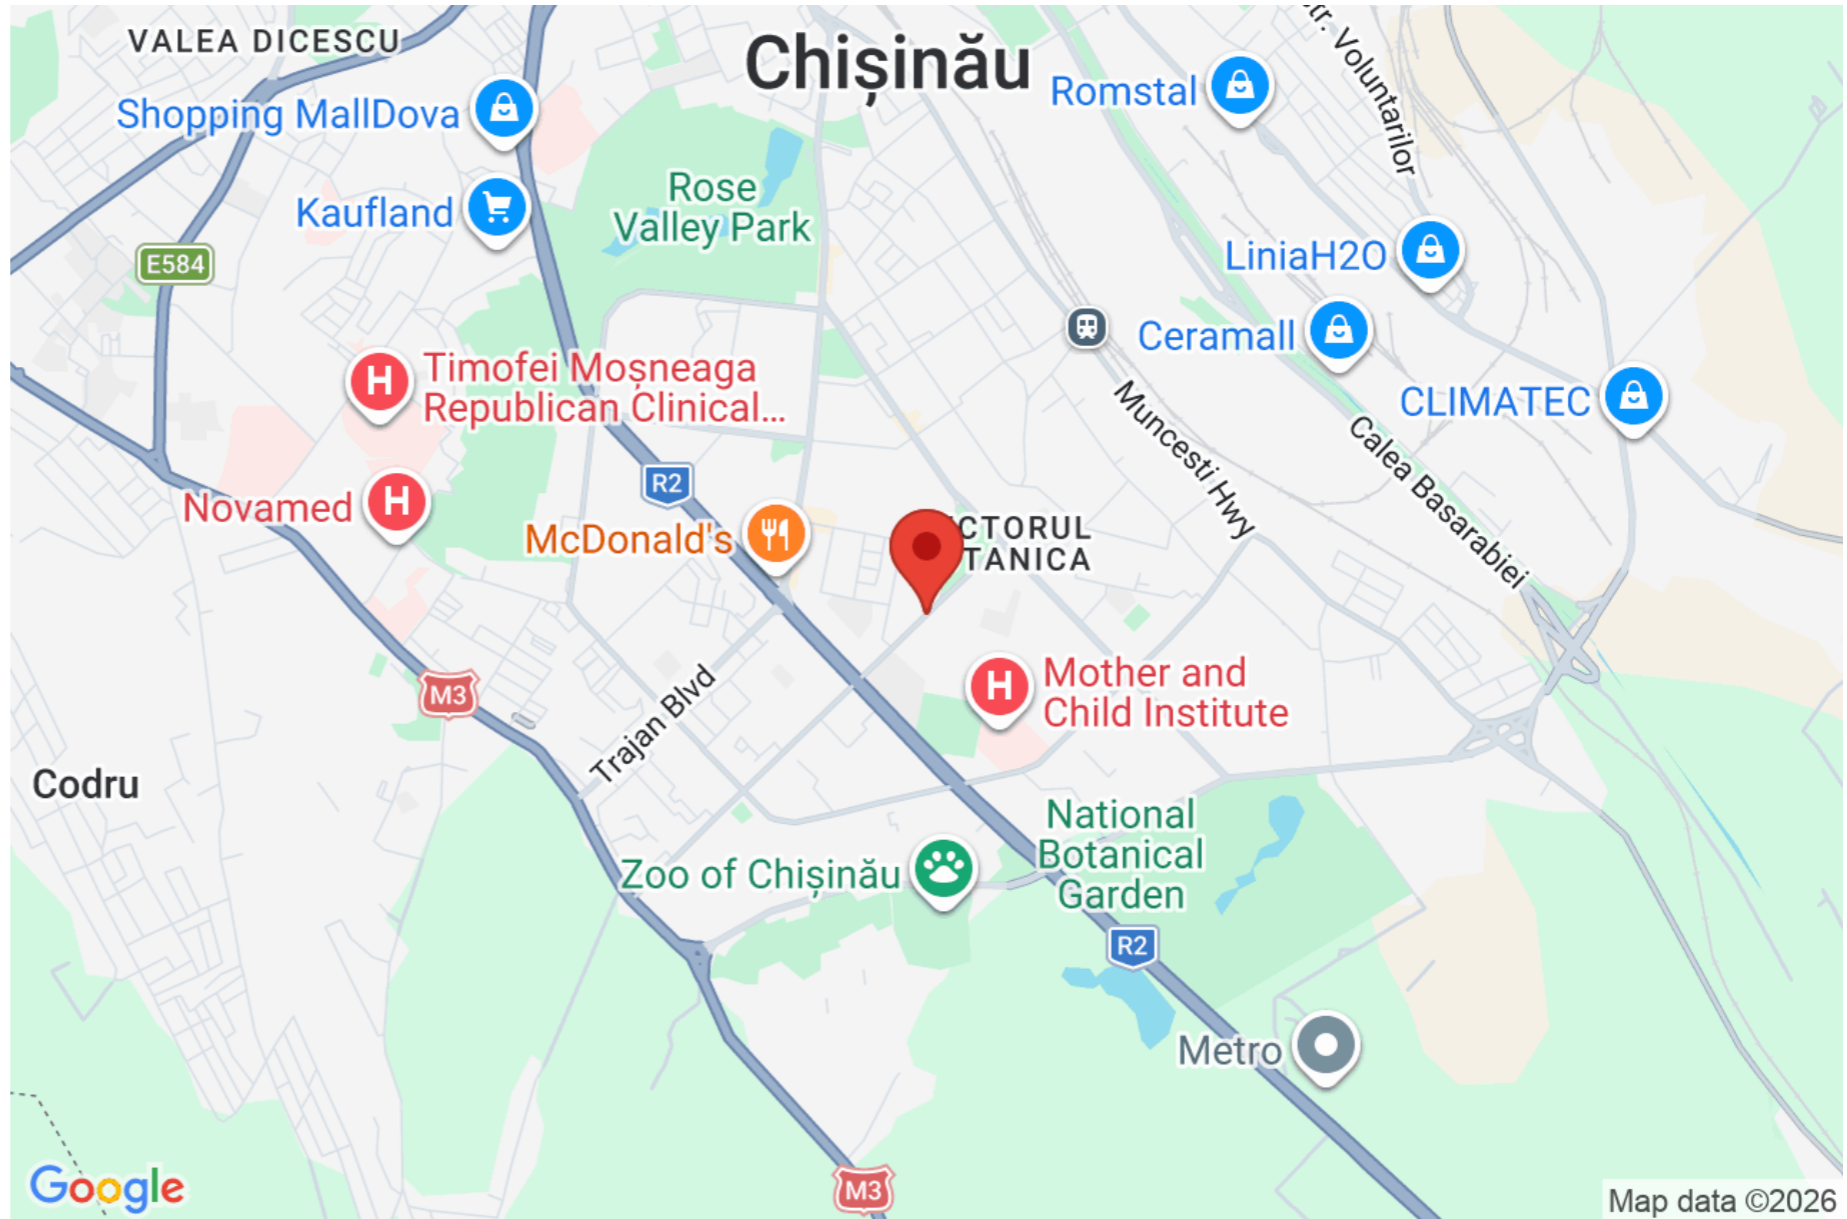 VALEA DICESCU
Chișinău
Str. Voluntarilor
Romstal
Shopping MallDova
Rose
Valley Park
Kaufland
E584
LiniaH2O
Ceramall
Timofei Moșneaga
Republican Clinical...
Muncesti Hwy
CLIMATEC
Calea Basarabiei
R2
Novamed
McDonald's
CTORUL
TANICA
Mother and
Child Institute
M3
Trajan Blvd
Codru
National
Botanical
Garden
Zoo of Chișinău
R2
Metro
M3
Google
Map data ©2026